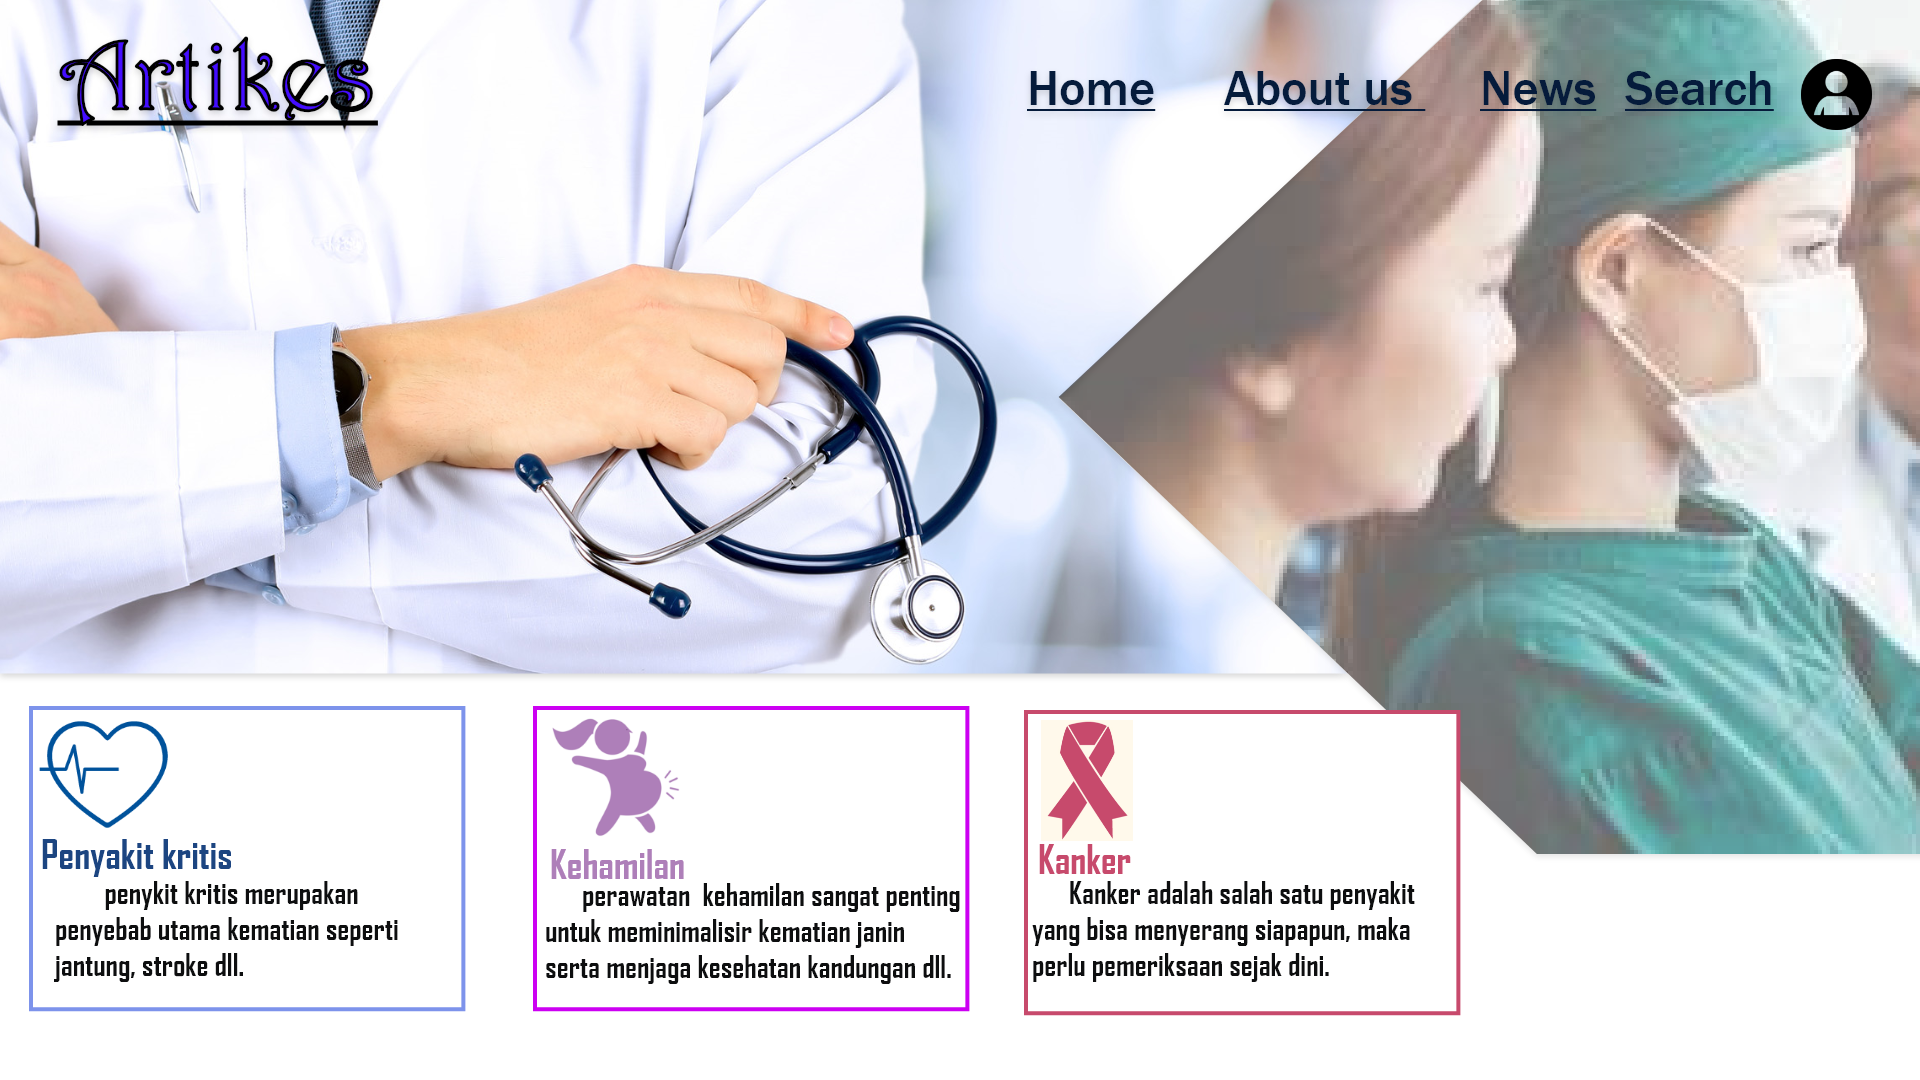 Artikes
Home About us News Search
Penyakit kritis
penykit kritis merupakan
penyebab utama kematian seperti
jantung, stroke dll.
Kehamilan
perawatan kehamilan sangat penting
untuk meminimalisir kematian janin
serta menjaga kesehatan kandungan dll.
Kanker
Kanker adalah salah satu penyakit
yang bisa menyerang siapapun, maka
perlu pemeriksaan sejak dini.